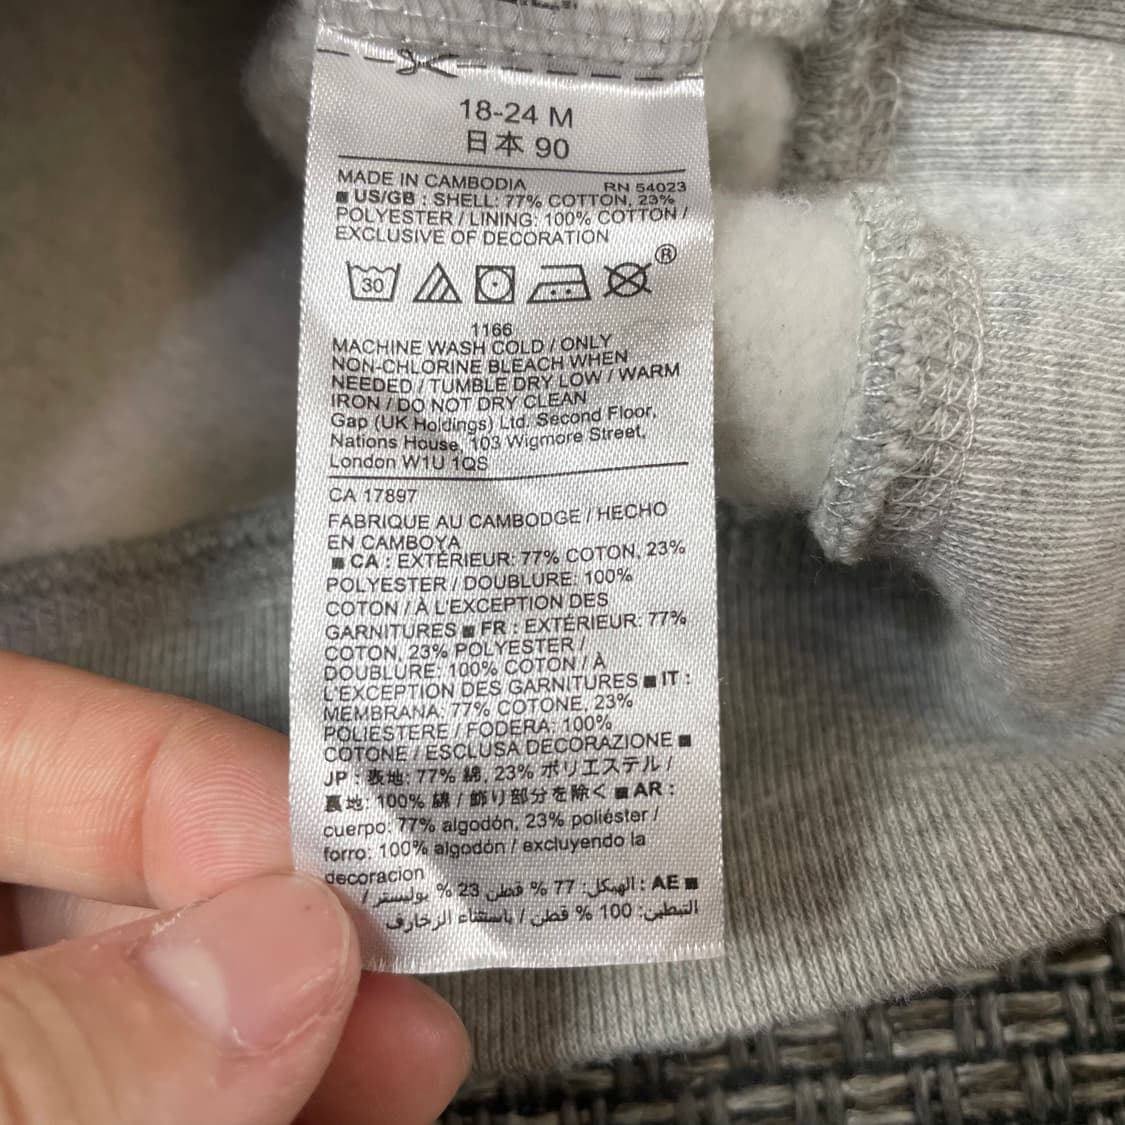 18-24 M
日本 90
MADE IN CAMBODIA RN 54023
■ US/GB : SHELL: 77% COTTON, 23%
POLYESTER / LINING: 100% COTTON /
EXCLUSIVE OF DECORATION
30 ®
1166
MACHINE WASH COLD / ONLY
NON-CHLORINE BLEACH WHEN
NEEDED / TUMBLE DRY LOW / WARM
IRON / DO NOT DRY CLEAN
Gap (UK Holdings) Ltd. Second Floor,
Nations House, 103 Wigmore Street,
London W1U 1QS
CA 17897
FABRIQUE AU CAMBODGE / HECHO
EN CAMBOYA
■ CA : EXTÉRIEUR: 77% COTON, 23%
POLYESTER / DOUBLURE: 100%
COTON / À L'EXCEPTION DES
GARNITURES ■ FR : EXTÉRIEUR: 77%
COTON, 23% POLYESTER /
DOUBLURE: 100% COTON / À
L'EXCEPTION DES GARNITURES ■ IT :
MEMBRANA: 77% COTONE, 23%
POLIESTERE / FODERA: 100%
COTONE / ESCLUSA DECORAZIONE ■
JP : 表地: 77% 綿, 23% ポリエステル /
裏地: 100% 綿 / 飾り部分を除く ■ AR :
cuerpo: 77% algodón, 23% poliéster /
forro: 100% algodón / excluyendo la
decoracion
■ AE : الهيكل: 77 % قطن 23 % بوليستر /
التبطين: 100 % قطن / باستثناء الزخارف